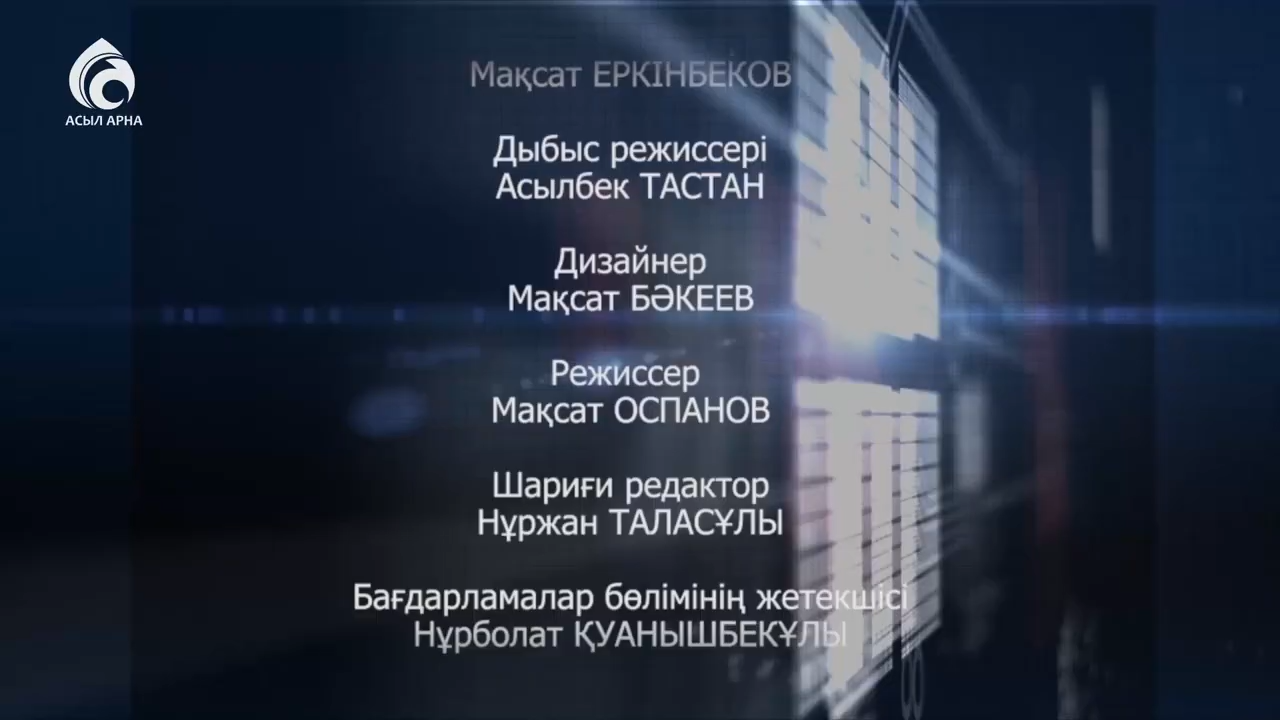 АСЫЛ АРНА
Мақсат ЕРКІНБЕКОВ
Дыбыс режиссері
Асылбек ТАСТАН
Дизайнер
Мақсат БӘКЕЕВ
Режиссер
Мақсат ОСПАНОВ
Шариғи редактор
Нұржан ТАЛАСҰЛЫ
Бағдарламалар бөлімінің жетекшісі
Нұрболат ҚУАНЫШБЕКҰЛЫ